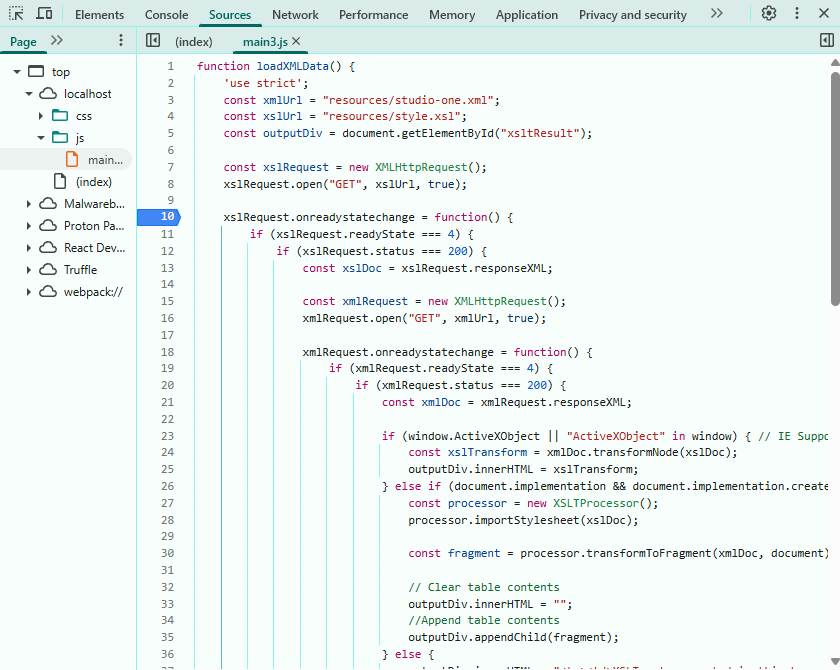 Elements Console Sources Network Performance Memory Application Privacy and security
Page (index) main3.js
top
localhost
css
js
main...
(index)
Malwareb...
Proton Pa...
React Dev...
Truffle
webpack://
1 function loadXMLData() {
2 'use strict';
3 const xmlUrl = "resources/studio-one.xml";
4 const xslUrl = "resources/style.xsl";
5 const outputDiv = document.getElementById("xsltResult");
6
7 const xslRequest = new XMLHttpRequest();
8 xslRequest.open("GET", xslUrl, true);
9
10 xslRequest.onreadystatechange = function() {
11 if (xslRequest.readyState === 4) {
12 if (xslRequest.status === 200) {
13 const xslDoc = xslRequest.responseXML;
14
15 const xmlRequest = new XMLHttpRequest();
16 xmlRequest.open("GET", xmlUrl, true);
17
18 xmlRequest.onreadystatechange = function() {
19 if (xmlRequest.readyState === 4) {
20 if (xmlRequest.status === 200) {
21 const xmlDoc = xmlRequest.responseXML;
22
23 if (window.ActiveXObject || "ActiveXObject" in window) { // IE Suppo
24 const xslTransform = xmlDoc.transformNode(xslDoc);
25 outputDiv.innerHTML = xslTransform;
26 } else if (document.implementation && document.implementation.create
27 const processor = new XSLTProcessor();
28 processor.importStylesheet(xslDoc);
29
30 const fragment = processor.transformToFragment(xmlDoc, document)
31
32 // Clear table contents
33 outputDiv.innerHTML = "";
34 //Append table contents
35 outputDiv.appendChild(fragment);
36 } else {